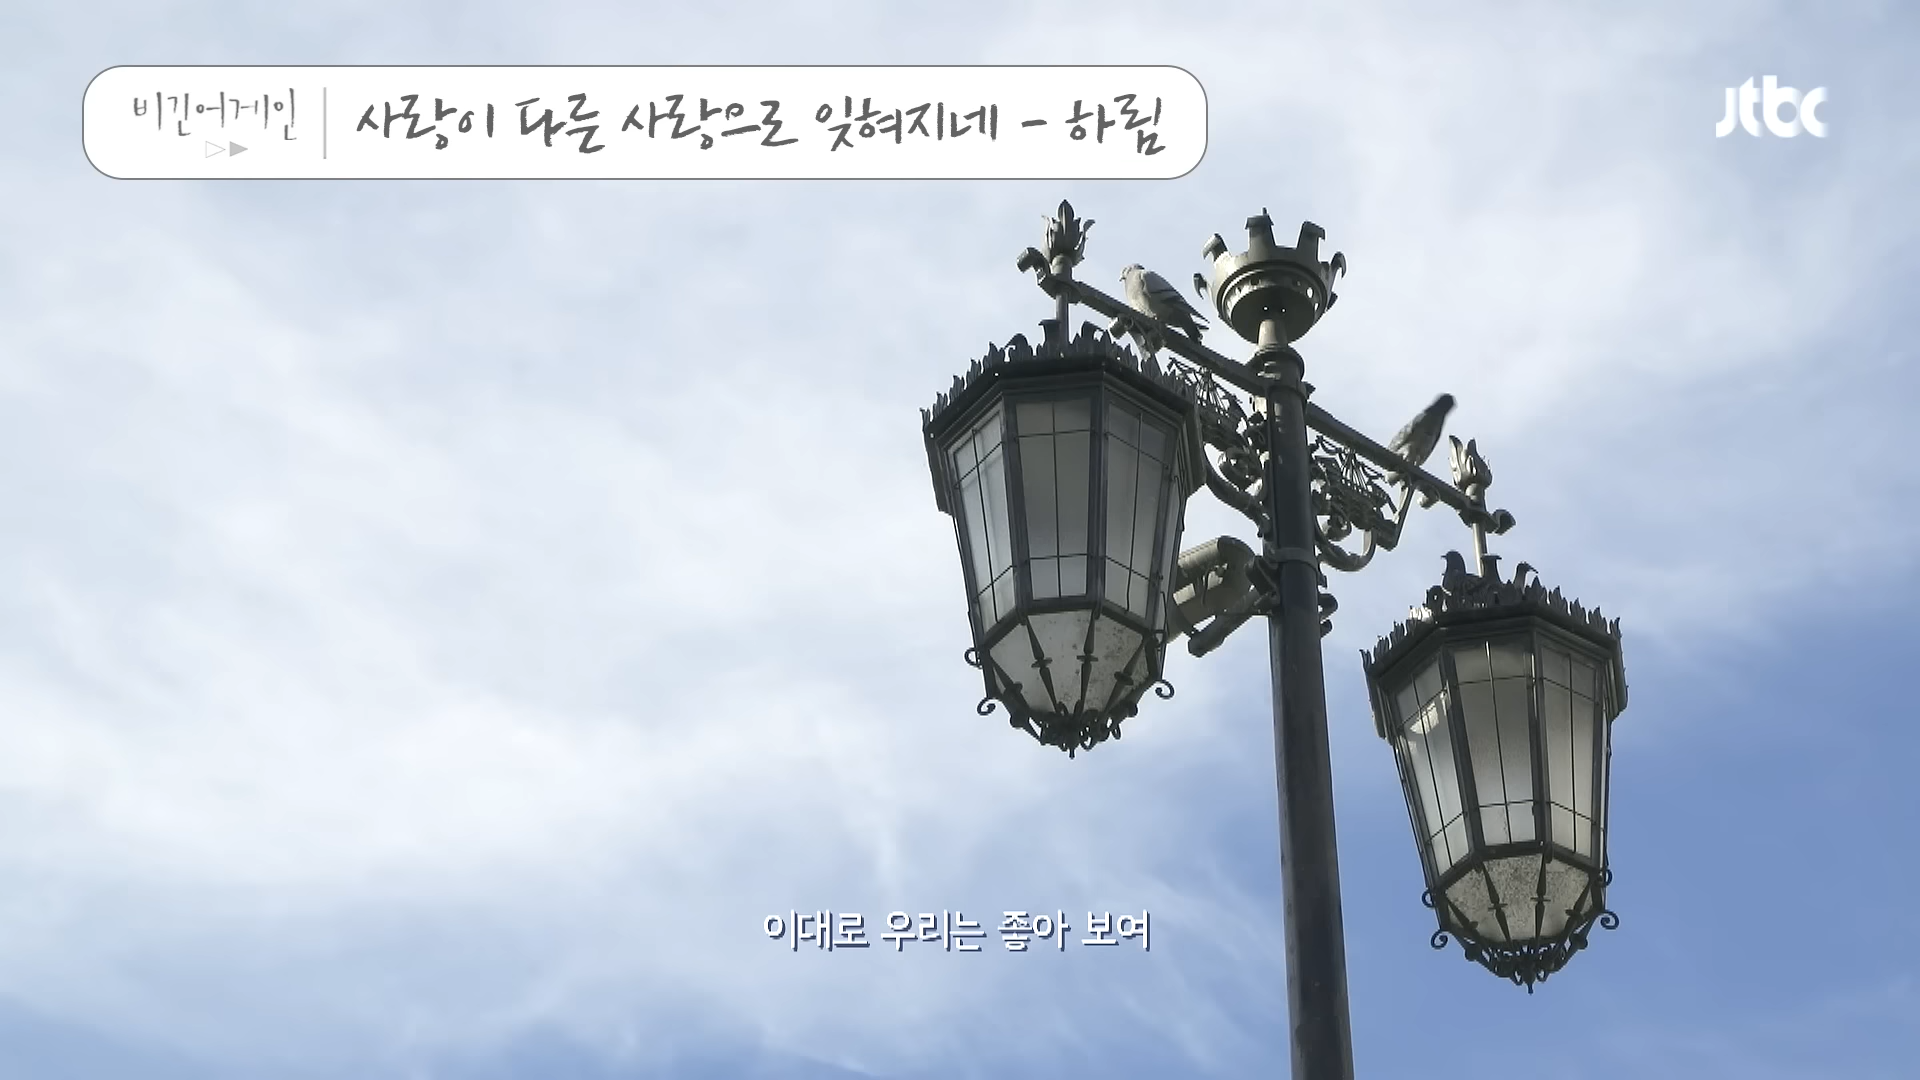 비긴어게인
사랑이 다른 사랑으로 잊혀지네 - 하림
jtbc
이대로 우리는 좋아 보여